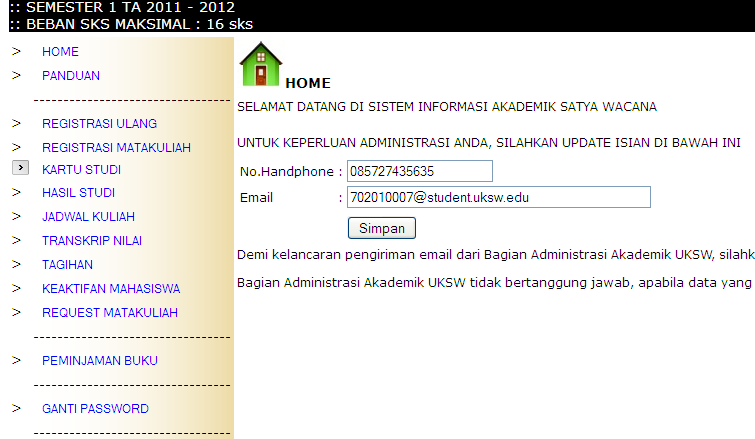 :: SEMESTER 1 TA 2011 - 2012
:: BEBAN SKS MAKSIMAL : 16 sks
> HOME
> PANDUAN
> REGISTRASI ULANG
> REGISTRASI MATAKULIAH
> KARTU STUDI
> HASIL STUDI
> JADWAL KULIAH
> TRANSKRIP NILAI
> TAGIHAN
> KEAKTIFAN MAHASISWA
> REQUEST MATAKULIAH
> PEMINJAMAN BUKU
> GANTI PASSWORD
HOME
SELAMAT DATANG DI SISTEM INFORMASI AKADEMIK SATYA WACANA
UNTUK KEPERLUAN ADMINISTRASI ANDA, SILAHKAN UPDATE ISIAN DI BAWAH INI
No.Handphone : 085727435635
Email : 702010007@student.uksw.edu
Simpan
Demi kelancaran pengiriman email dari Bagian Administrasi Akademik UKSW, silahk
Bagian Administrasi Akademik UKSW tidak bertanggung jawab, apabila data yang